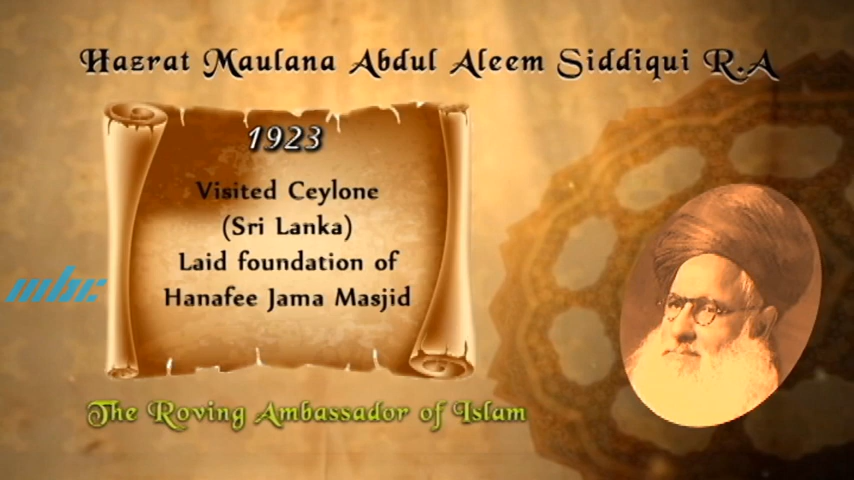 Hazrat Maulana Abdul Aleem Siddiqui R.A
1923
Visited Ceylone
(Sri Lanka)
Laid foundation of
Hanafee Jama Masjid
mbc
The Roving Ambassador of Islam